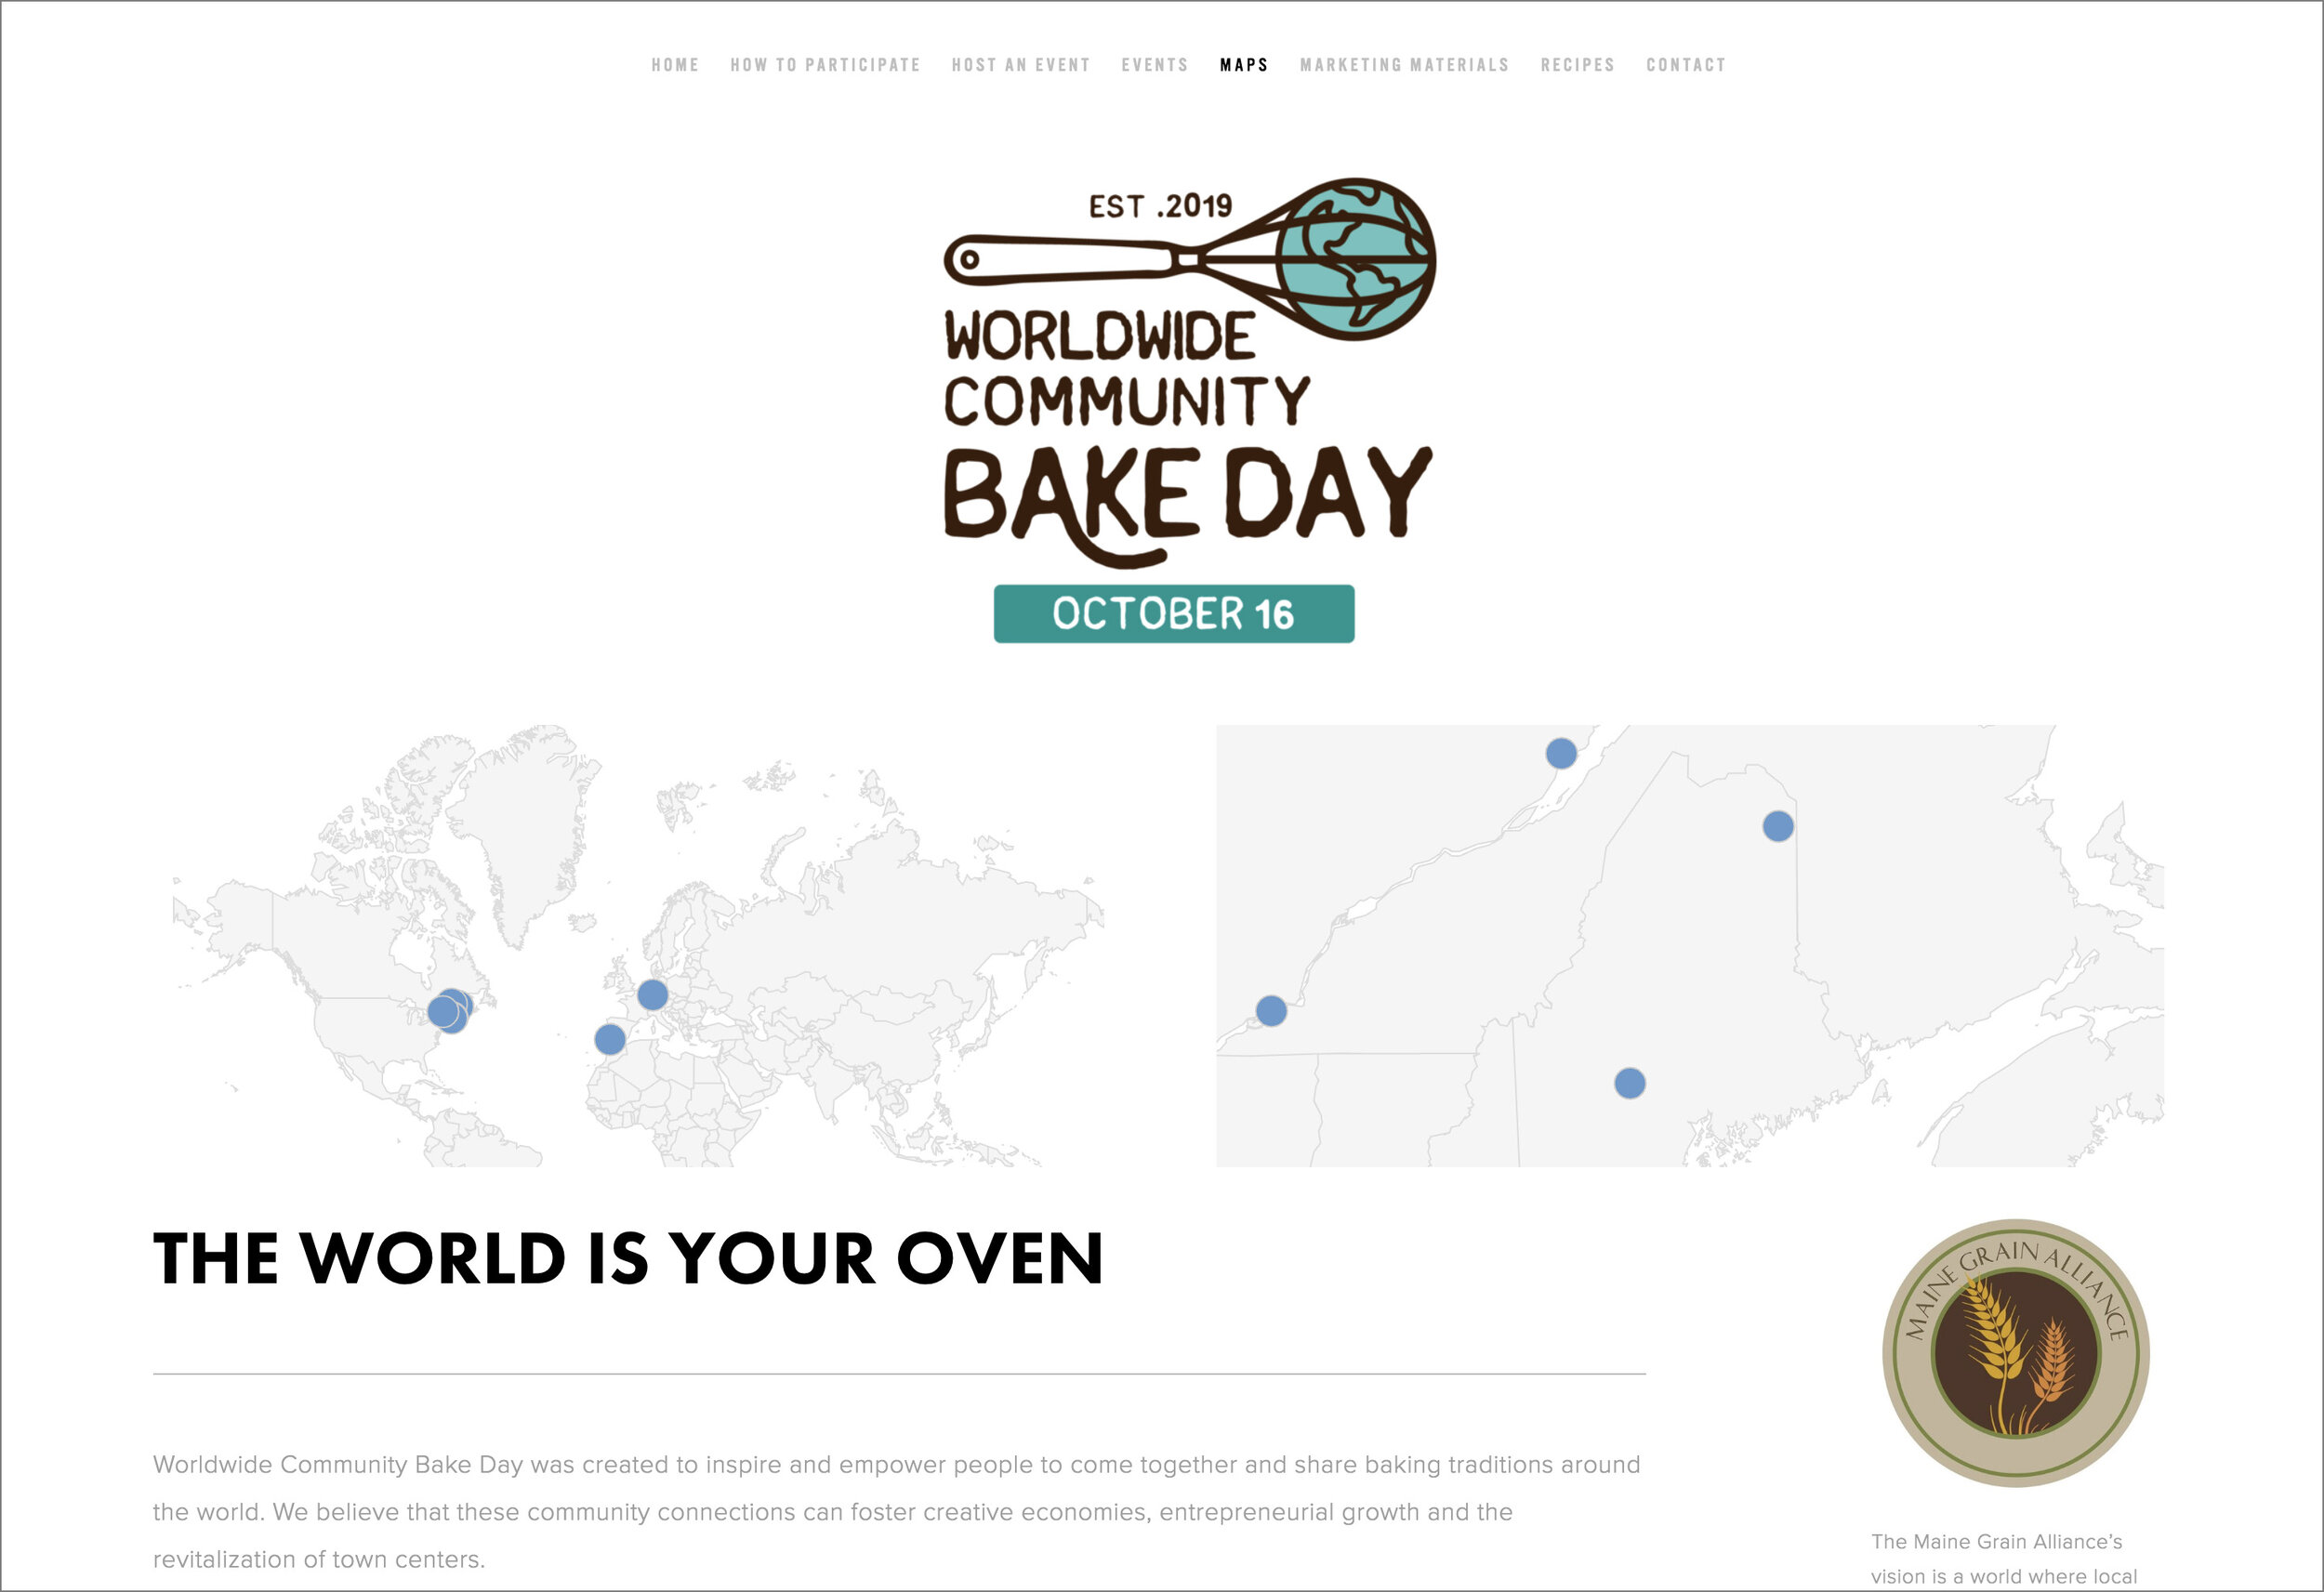 HOME HOW TO PARTICIPATE HOST AN EVENT EVENTS MAPS MARKETING MATERIALS RECIPES CONTACT
EST .2019
WORLDWIDE
COMMUNITY
BAKE DAY
OCTOBER 16
THE WORLD IS YOUR OVEN
MAINE GRAIN ALLIANCE
Worldwide Community Bake Day was created to inspire and empower people to come together and share baking traditions around
the world. We believe that these community connections can foster creative economies, entrepreneurial growth and the
revitalization of town centers.
The Maine Grain Alliance’s
vision is a world where local